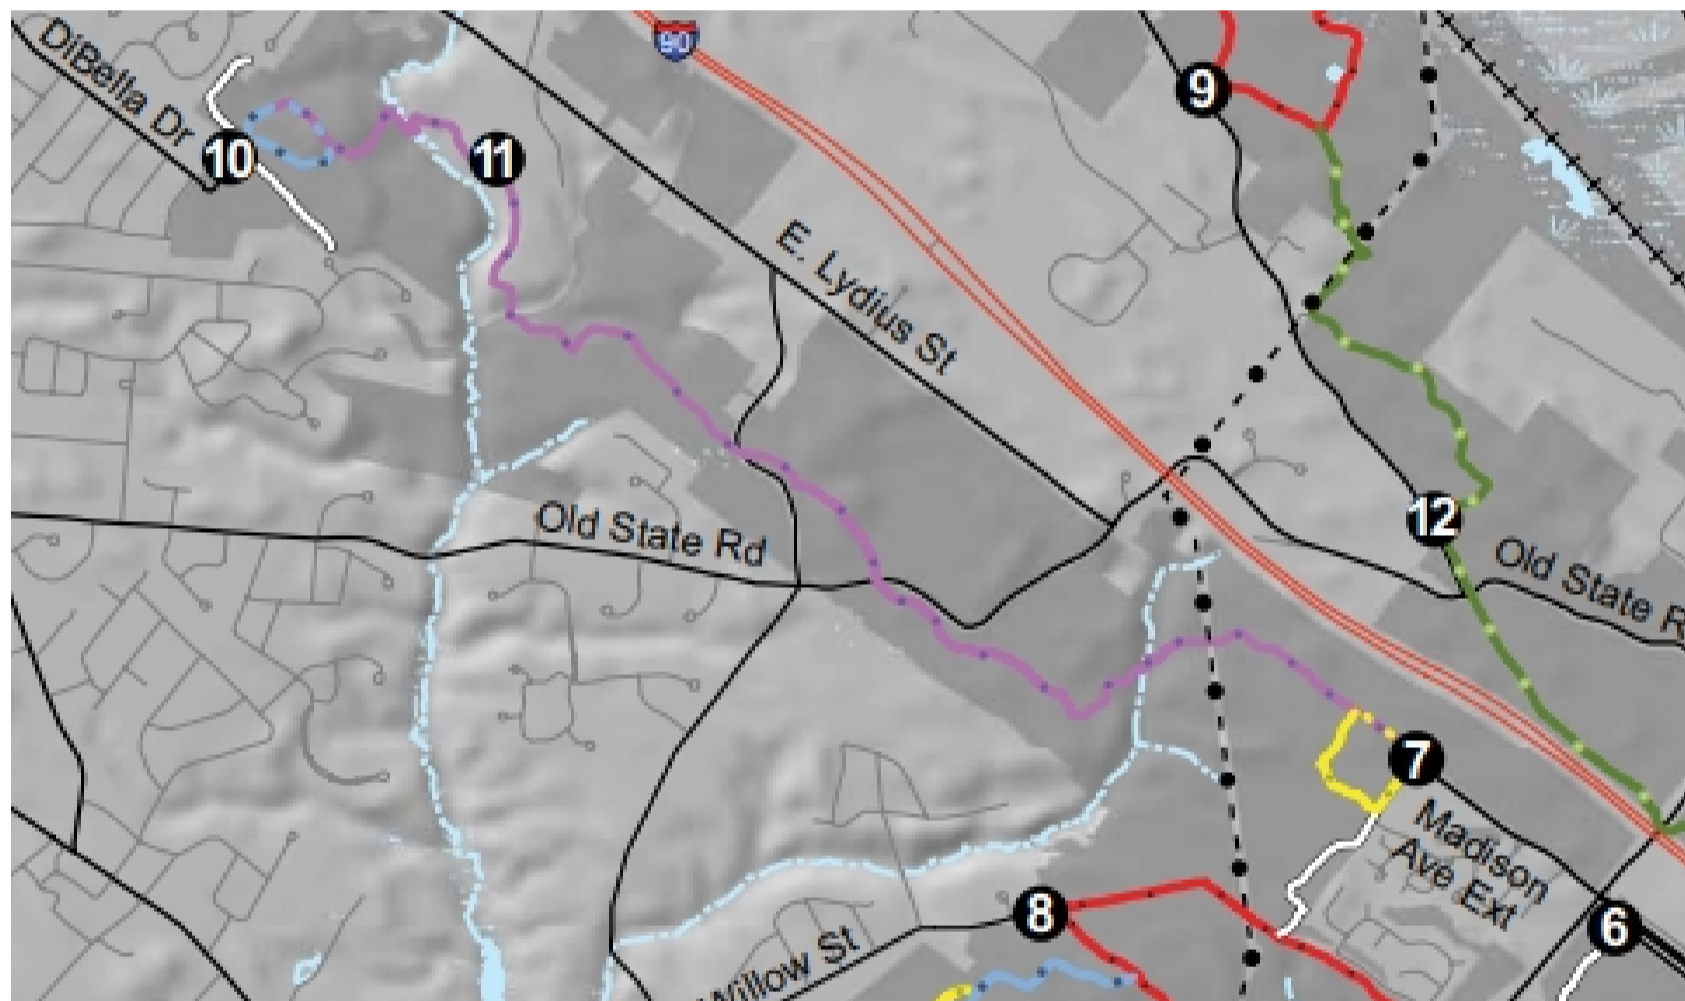 DiBella Dr
90
9
10
11
E. Lydius St
12
Old State Rd
Old State R
7
Madison
Ave Ext
8
6
Willow St